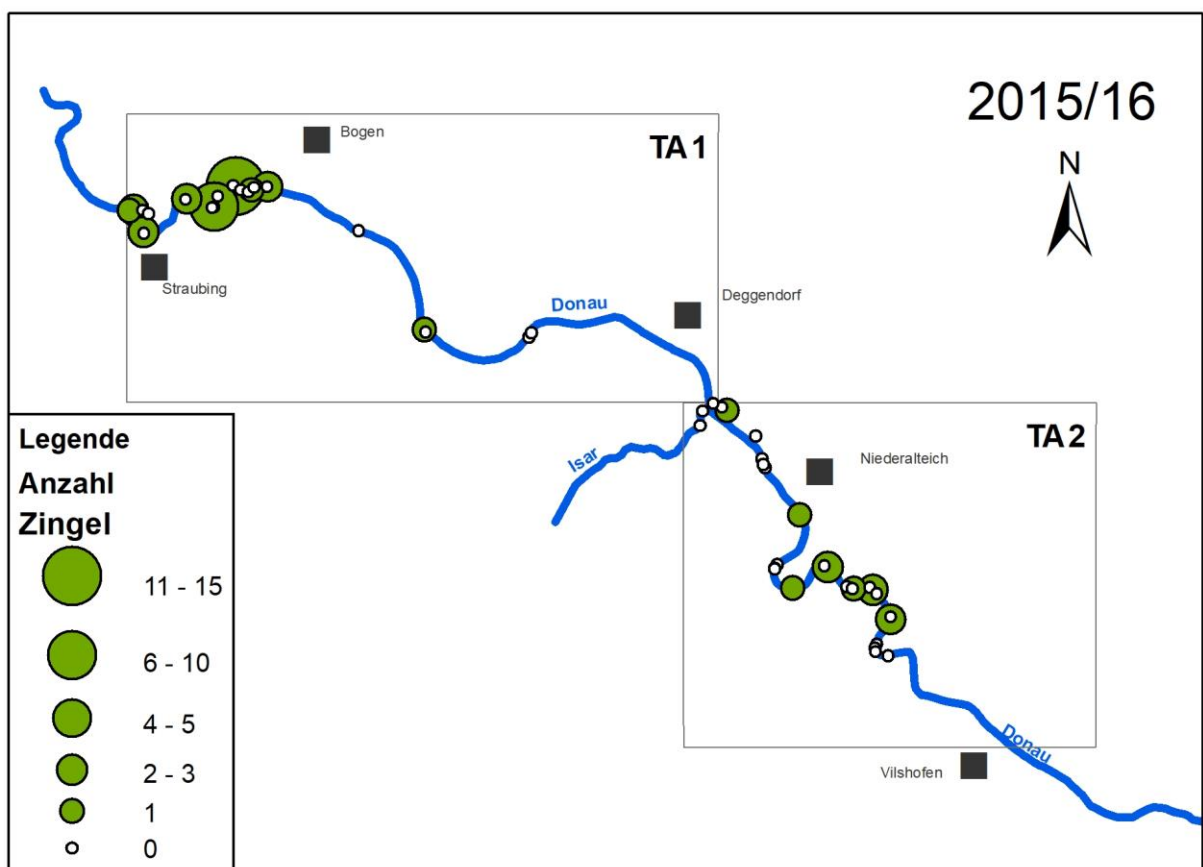 2015/16
N
Bogen
TA 1
Straubing
Donau
Deggendorf
Isar
TA 2
Niederalteich
Donau
Vilshofen
Legende
Anzahl
Zingel
11 - 15
6 - 10
4 - 5
2 - 3
1
0